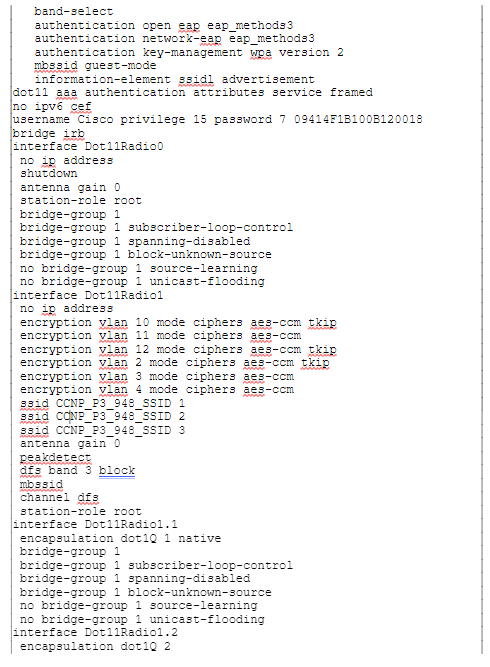 band-select
authentication open eap eap_methods3
authentication network-eap eap_methods3
authentication key-management wpa version 2
mbssid guest-mode
information-element ssidl advertisement
dot11 aaa authentication attributes service framed
no ipv6 cef
username Cisco privilege 15 password 7 09414F1B100B120018
bridge irb
interface Dot11Radio0
no ip address
shutdown
antenna gain 0
station-role root
bridge-group 1
bridge-group 1 subscriber-loop-control
bridge-group 1 spanning-disabled
bridge-group 1 block-unknown-source
no bridge-group 1 source-learning
no bridge-group 1 unicast-flooding
interface Dot11Radio1
no ip address
encryption vlan 10 mode ciphers aes-ccm tkip
encryption vlan 11 mode ciphers aes-ccm
encryption vlan 12 mode ciphers aes-ccm tkip
encryption vlan 2 mode ciphers aes-ccm tkip
encryption vlan 3 mode ciphers aes-ccm
encryption vlan 4 mode ciphers aes-ccm
ssid CCNP_P3_948_SSID 1
ssid CCNP_P3_948_SSID 2
ssid CCNP_P3_948_SSID 3
antenna gain 0
peakdetect
dfs band 3 block
mbssid
channel dfs
station-role root
interface Dot11Radio1.1
encapsulation dot1Q 1 native
bridge-group 1
bridge-group 1 subscriber-loop-control
bridge-group 1 spanning-disabled
bridge-group 1 block-unknown-source
no bridge-group 1 source-learning
no bridge-group 1 unicast-flooding
interface Dot11Radio1.2
encapsulation dot1Q 2